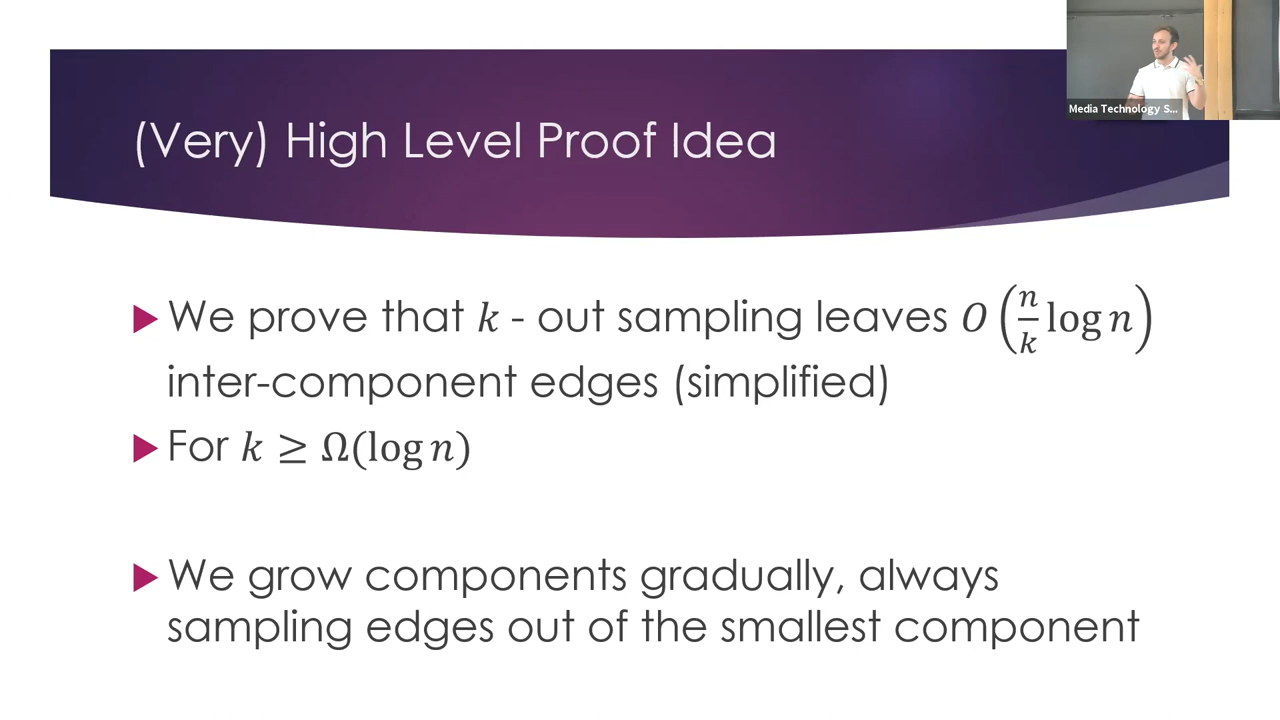 Media Technology S...
(Very) High Level Proof Idea
We prove that k - out sampling leaves O(n/k log n)
inter-component edges (simplified)
For k ≥ Ω(log n)
We grow components gradually, always
sampling edges out of the smallest component